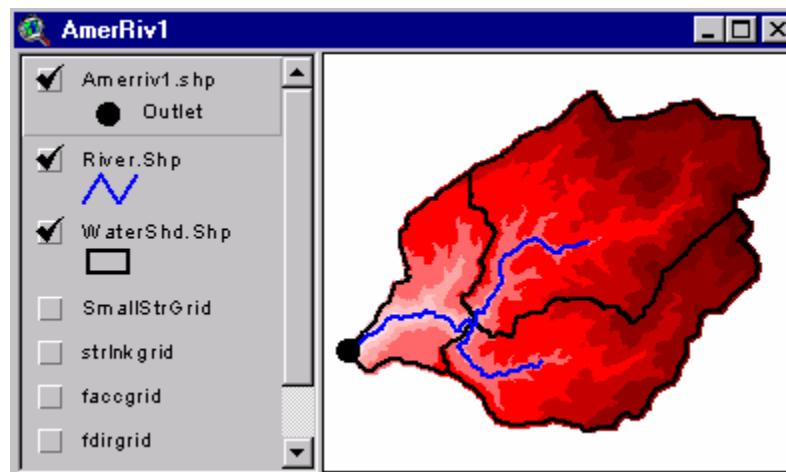 AmerRiv1
Amerriv1.shp
Outlet
River.Shp
WaterShd.Shp
SmallStrGrid
strlnkgrid
faccgrid
fdirgrid